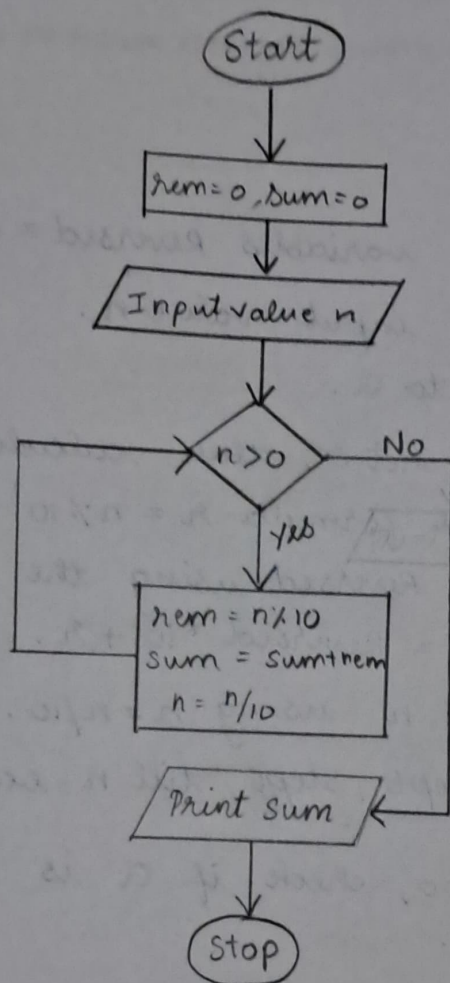 Start
rem=0, sum=0
Input value n
n>0
No
yes
rem = n%10
sum = sum+rem
n = n/10
Print sum
Stop